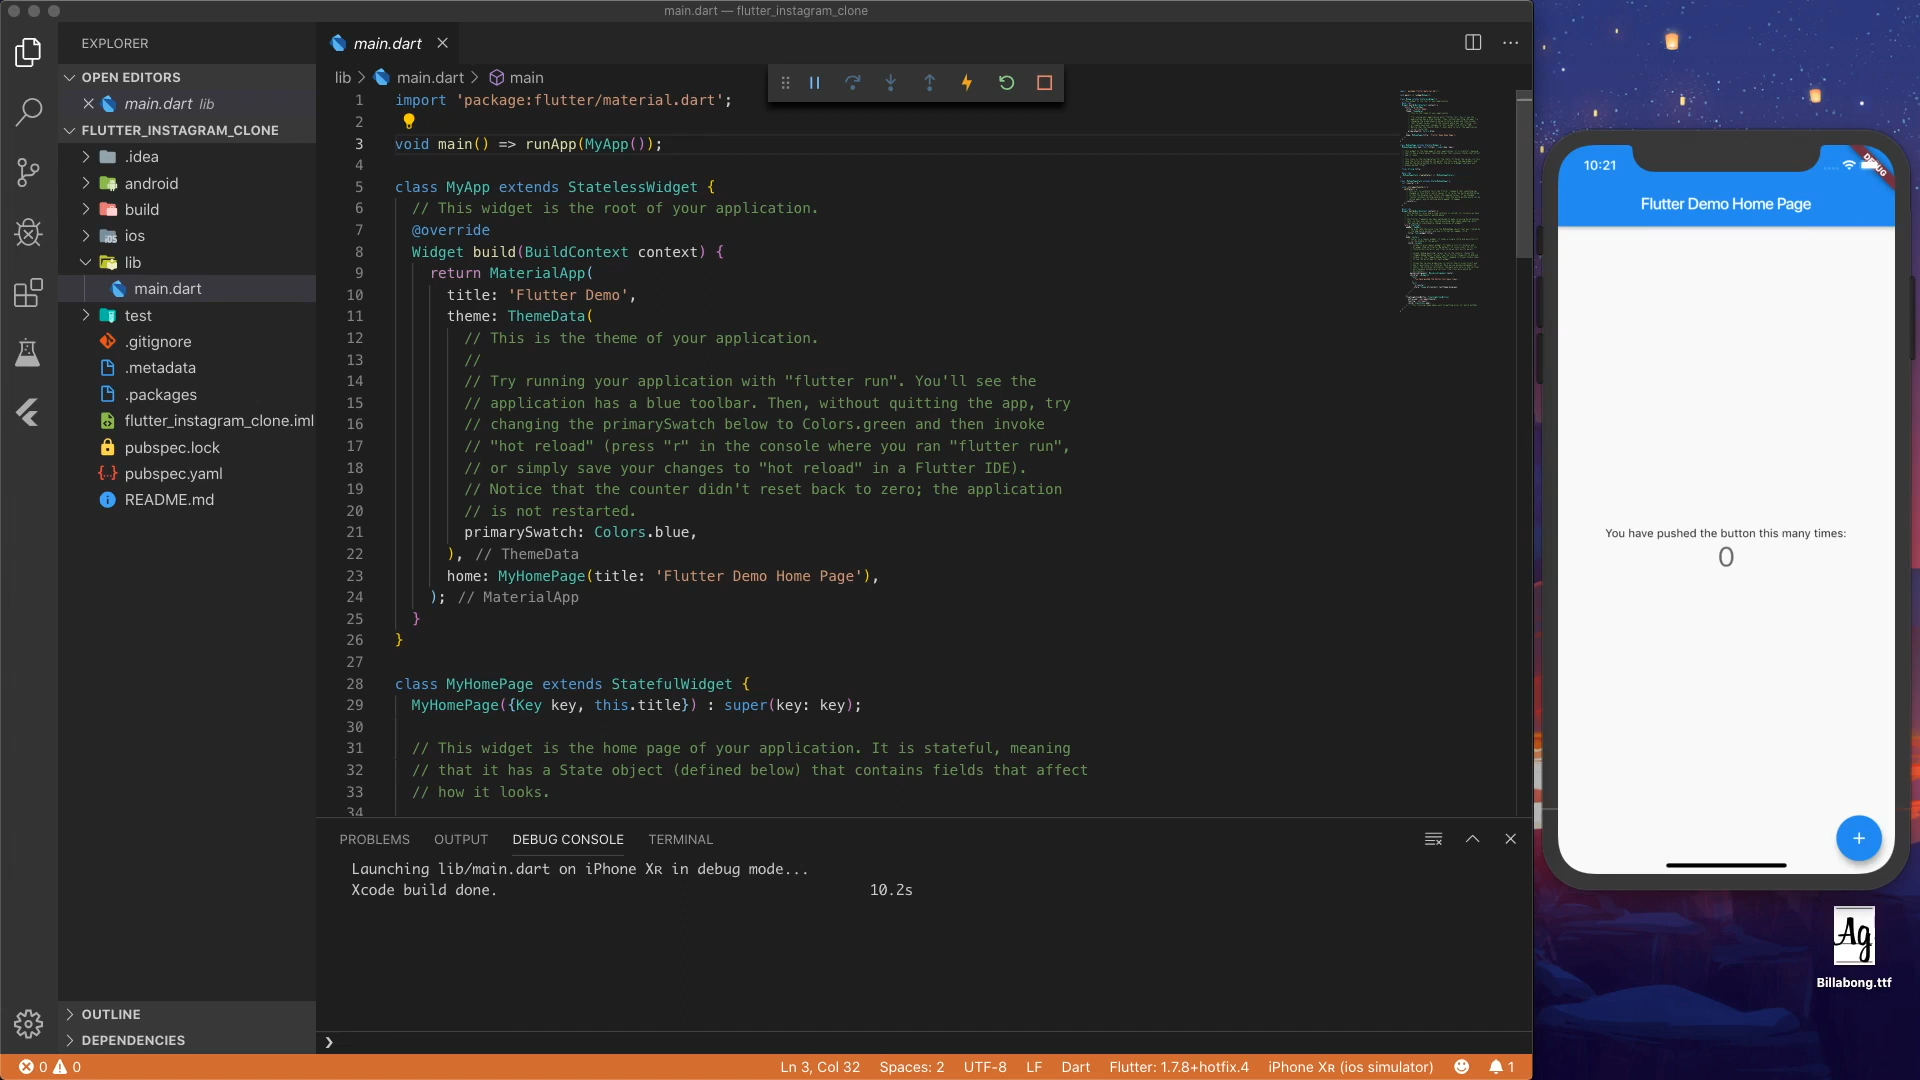 main.dart — flutter_instagram_clone
EXPLORER
OPEN EDITORS
main.dart lib
FLUTTER_INSTAGRAM_CLONE
.idea
android
build
ios
lib
main.dart
test
.gitignore
.metadata
.packages
flutter_instagram_clone.iml
pubspec.lock
pubspec.yaml
README.md
OUTLINE
DEPENDENCIES
main.dart
lib > main.dart > main
1 import 'package:flutter/material.dart';
2
3 void main() => runApp(MyApp());
4
5 class MyApp extends StatelessWidget {
6 // This widget is the root of your application.
7 @override
8 Widget build(BuildContext context) {
9 return MaterialApp(
10 title: 'Flutter Demo',
11 theme: ThemeData(
12 // This is the theme of your application.
13 //
14 // Try running your application with "flutter run". You'll see the
15 // application has a blue toolbar. Then, without quitting the app, try
16 // changing the primarySwatch below to Colors.green and then invoke
17 // "hot reload" (press "r" in the console where you ran "flutter run",
18 // or simply save your changes to "hot reload" in a Flutter IDE).
19 // Notice that the counter didn't reset back to zero; the application
20 // is not restarted.
21 primarySwatch: Colors.blue,
22 ), // ThemeData
23 home: MyHomePage(title: 'Flutter Demo Home Page'),
24 ); // MaterialApp
25 }
26 }
27
28 class MyHomePage extends StatefulWidget {
29 MyHomePage({Key key, this.title}) : super(key: key);
30
31 // This widget is the home page of your application. It is stateful, meaning
32 // that it has a State object (defined below) that contains fields that affect
33 // how it looks.
34
PROBLEMS OUTPUT DEBUG CONSOLE TERMINAL
Launching lib/main.dart on iPhone Xʀ in debug mode...
Xcode build done. 10.2s
0 0 Ln 3, Col 32 Spaces: 2 UTF-8 LF Dart Flutter: 1.7.8+hotfix.4 iPhone Xʀ (ios simulator) 1
10:21
DEBUG
Flutter Demo Home Page
You have pushed the button this many times:
0
+
Ag
Billabong.ttf